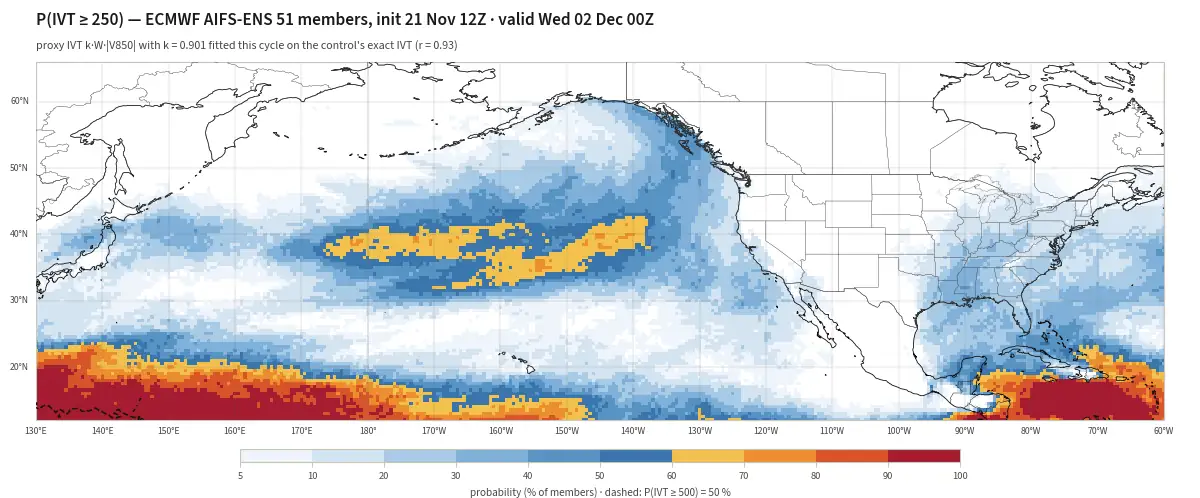 P(IVT ≥ 250) — ECMWF AIFS-ENS 51 members, init 21 Nov 12Z · valid Wed 02 Dec 00Z
proxy IVT k·W·|V850| with k = 0.901 fitted this cycle on the control's exact IVT (r = 0.93)
60°N
50°N
40°N
30°N
20°N
130°E 140°E 150°E 160°E 170°E 180° 170°W 160°W 150°W 140°W 130°W 120°W 110°W 100°W 90°W 80°W 70°W 60°W
5 10 20 30 40 50 60 70 80 90 100
probability (% of members) · dashed: P(IVT ≥ 500) = 50 %